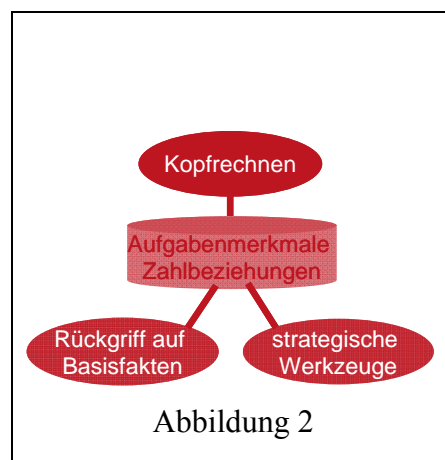 Kopfrechnen
Aufgabenmerkmale
Zahlbeziehungen
Rückgriff auf
Basisfakten
strategische
Werkzeuge
Abbildung 2